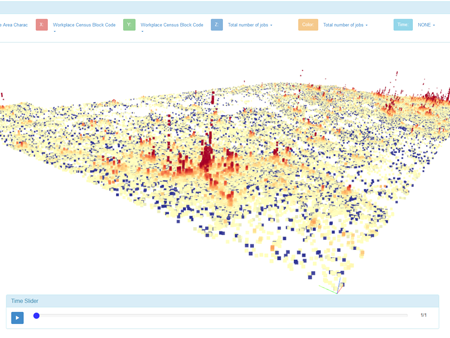 Area Charac X Workplace Census Block Code Y Workplace Census Block Code Z Total number of jobs Color Total number of jobs Time NONE
Time Slider
1/1